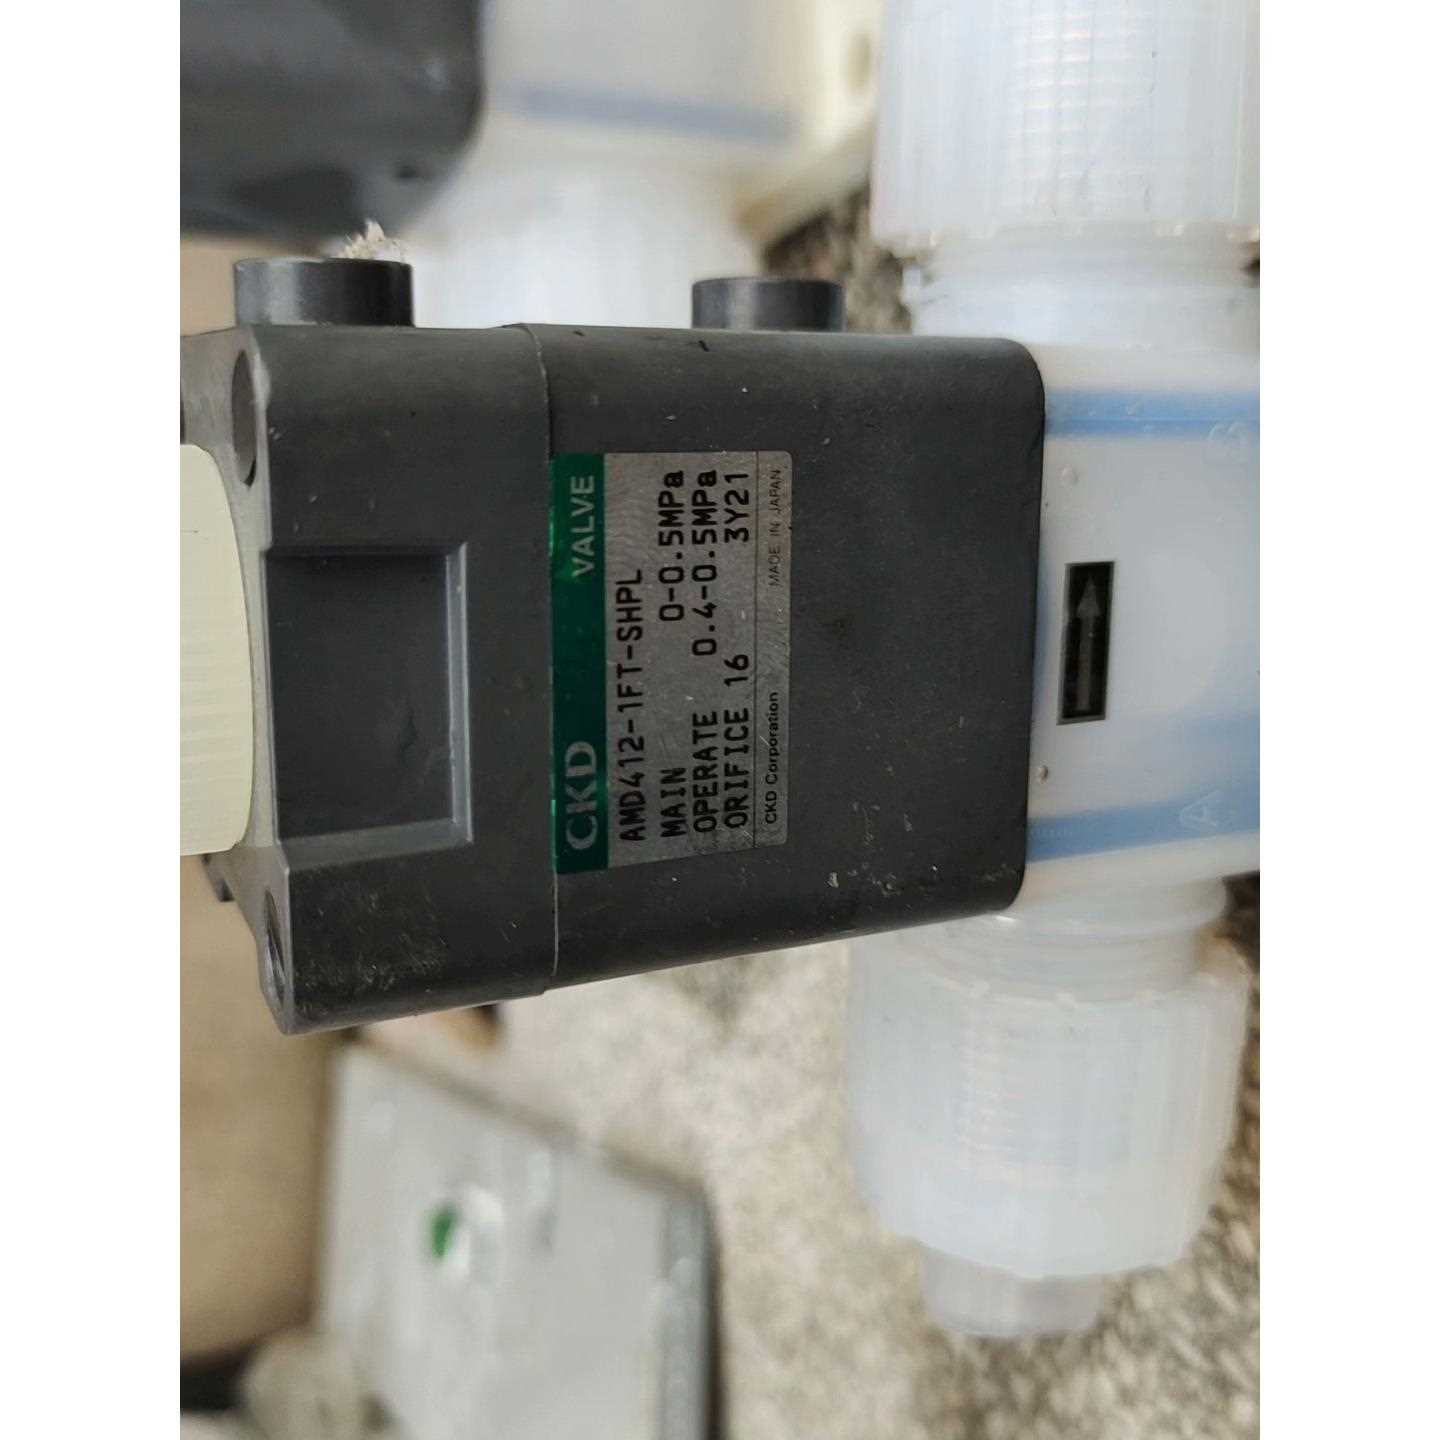 CKD VALVE
AMD412-1FT-SHPL
MAIN 0-0.5MPa
OPERATE 0.4-0.5MPa
ORIFICE 16 3Y21
CKD Corporation MADE IN JAPAN
A